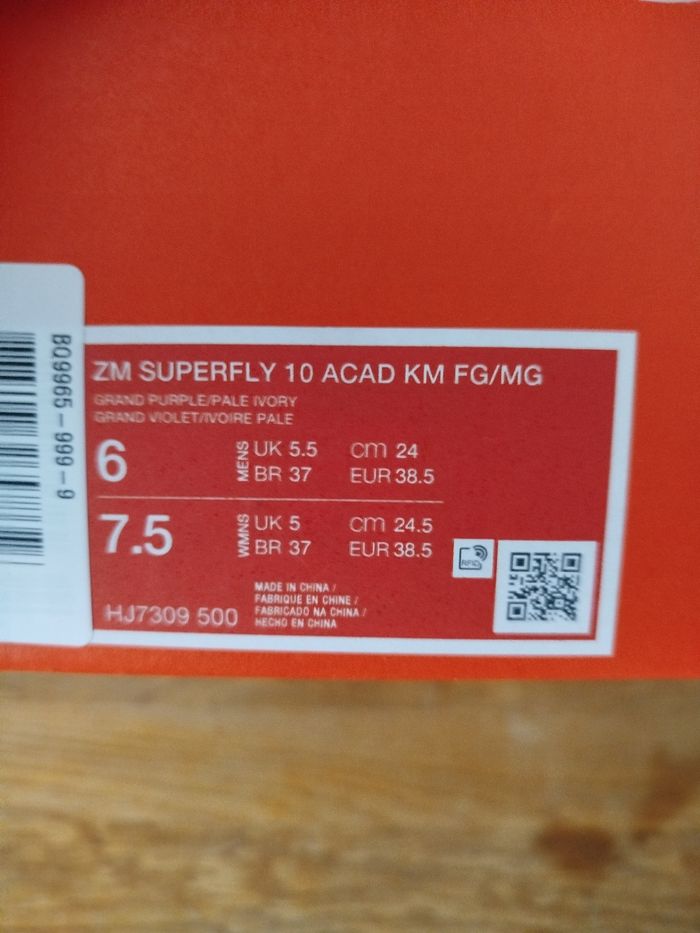 BQ9965-999-9
ZM SUPERFLY 10 ACAD KM FG/MG
GRAND PURPLE/PALE IVORY
GRAND VIOLET/IVOIRE PALE
6
MENS
UK 5.5 cm 24
BR 37 EUR 38.5
7.5
WMNS
UK 5 cm 24.5
BR 37 EUR 38.5
RFID
HJ7309 500
MADE IN CHINA /
FABRIQUE EN CHINE /
FABRICADO NA CHINA /
HECHO EN CHINA